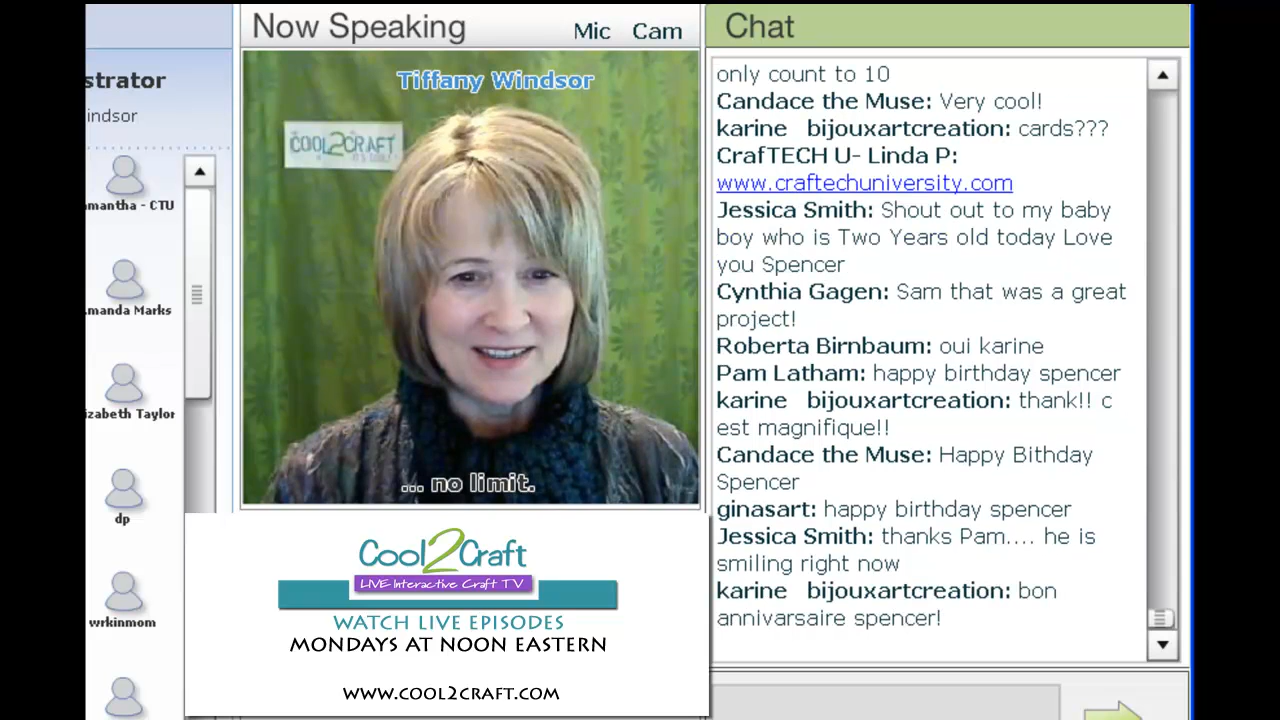 strator
indsor
amantha - CTU
manda Marks
izabeth Taylor
dp
wrkinmom
Now Speaking
Mic Cam
Tiffany Windsor
COOL2CRAFT
IT'S COOL!
... no limit.
Cool2Craft
LIVE Interactive Craft TV
WATCH LIVE EPISODES
MONDAYS AT NOON EASTERN
WWW.COOL2CRAFT.COM
Chat
only count to 10
Candace the Muse: Very cool!
karine bijouxartcreation: cards???
CrafTECH U- Linda P:
www.craftechuniversity.com
Jessica Smith: Shout out to my baby
boy who is Two Years old today Love
you Spencer
Cynthia Gagen: Sam that was a great
project!
Roberta Birnbaum: oui karine
Pam Latham: happy birthday spencer
karine bijouxartcreation: thank!! c
est magnifique!!
Candace the Muse: Happy Bithday
Spencer
ginasart: happy birthday spencer
Jessica Smith: thanks Pam.... he is
smiling right now
karine bijouxartcreation: bon
annivarsaire spencer!